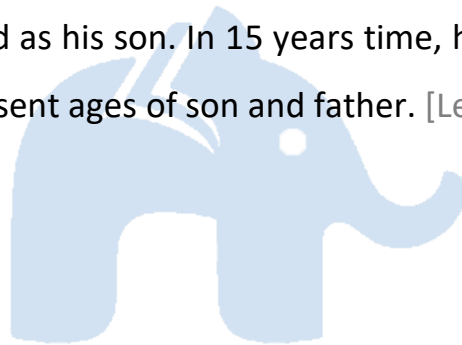 d as his son. In 15 years time, h
sent ages of son and father. [Le